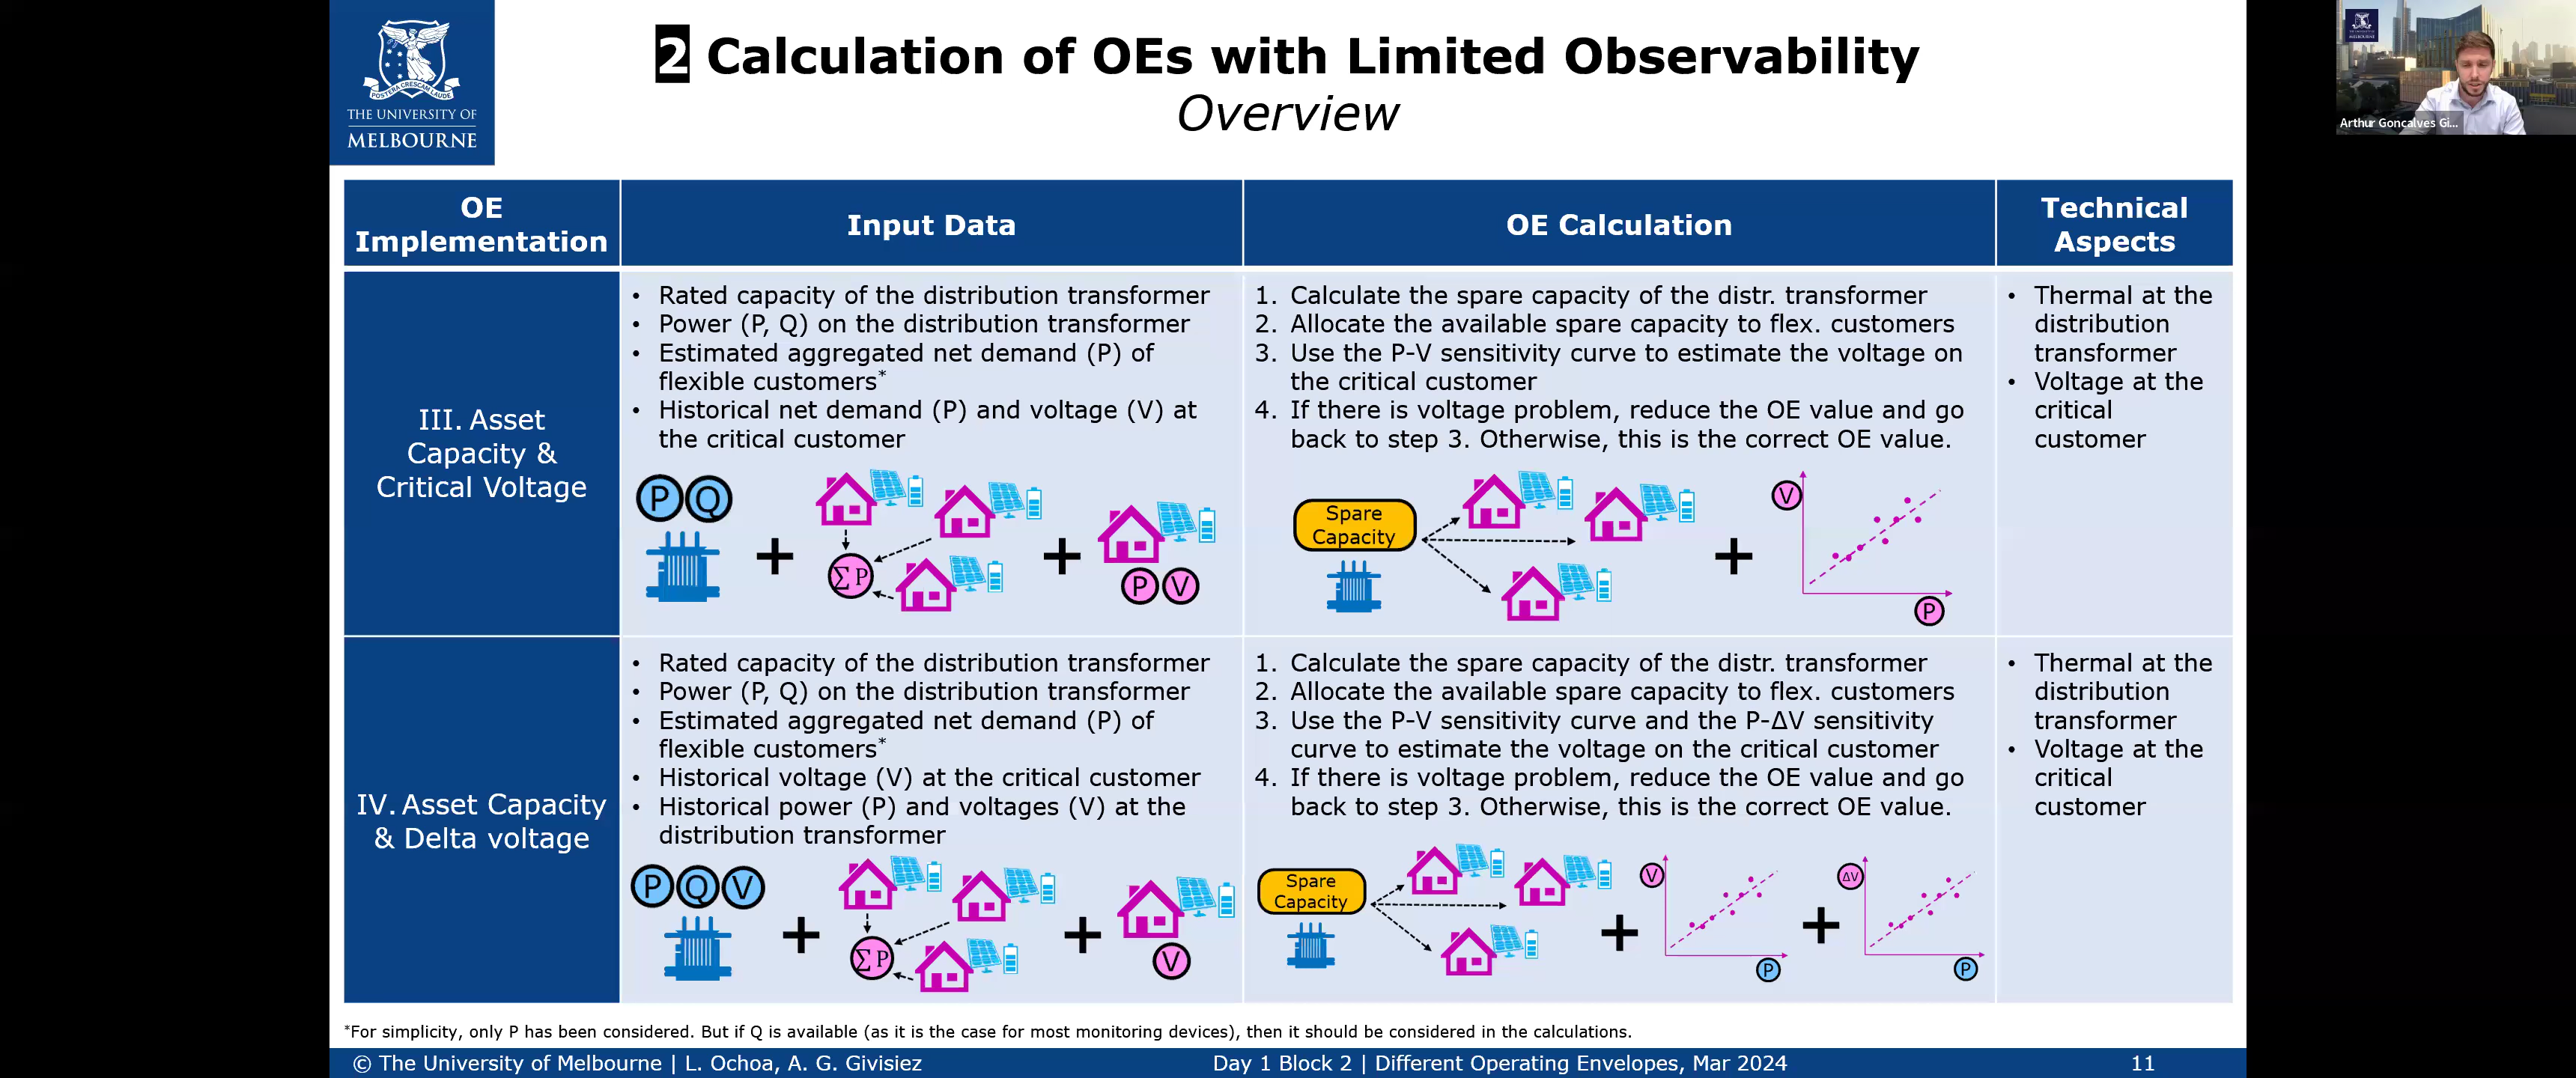 THE UNIVERSITY OF
MELBOURNE
POSTERA CRESCAM LAUDE
2 Calculation of OEs with Limited Observability
Overview
Arthur Goncalves Gi...
OE
Implementation
Input Data
OE Calculation
Technical
Aspects
III. Asset
Capacity &
Critical Voltage
• Rated capacity of the distribution transformer
• Power (P, Q) on the distribution transformer
• Estimated aggregated net demand (P) of
flexible customers*
• Historical net demand (P) and voltage (V) at
the critical customer
P Q
∑ P
P V
1. Calculate the spare capacity of the distr. transformer
2. Allocate the available spare capacity to flex. customers
3. Use the P-V sensitivity curve to estimate the voltage on
the critical customer
4. If there is voltage problem, reduce the OE value and go
back to step 3. Otherwise, this is the correct OE value.
Spare
Capacity
V
P
• Thermal at the
distribution
transformer
• Voltage at the
critical
customer
IV. Asset Capacity
& Delta voltage
• Rated capacity of the distribution transformer
• Power (P, Q) on the distribution transformer
• Estimated aggregated net demand (P) of
flexible customers*
• Historical voltage (V) at the critical customer
• Historical power (P) and voltages (V) at the
distribution transformer
P Q V
∑ P
V
1. Calculate the spare capacity of the distr. transformer
2. Allocate the available spare capacity to flex. customers
3. Use the P-V sensitivity curve and the P-ΔV sensitivity
curve to estimate the voltage on the critical customer
4. If there is voltage problem, reduce the OE value and go
back to step 3. Otherwise, this is the correct OE value.
Spare
Capacity
V
P
ΔV
P
• Thermal at the
distribution
transformer
• Voltage at the
critical
customer
*For simplicity, only P has been considered. But if Q is available (as it is the case for most monitoring devices), then it should be considered in the calculations.
© The University of Melbourne | L. Ochoa, A. G. Givisiez
Day 1 Block 2 | Different Operating Envelopes, Mar 2024
11